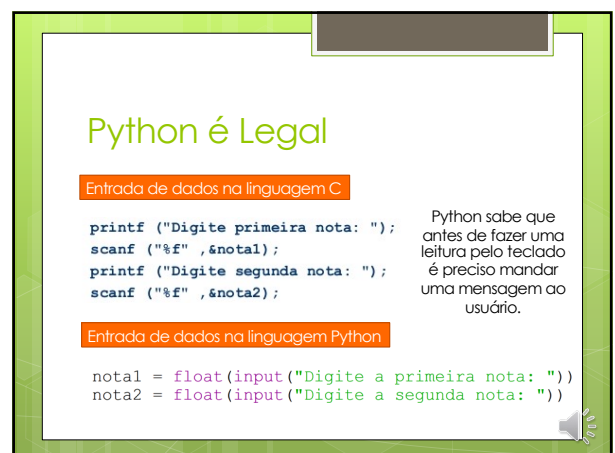 Python é Legal
Entrada de dados na linguagem C
printf ("Digite primeira nota: ");
scanf ("%f" ,&nota1);
printf ("Digite segunda nota: ");
scanf ("%f" ,&nota2);
Python sabe que
antes de fazer uma
leitura pelo teclado
é preciso mandar
uma mensagem ao
usuário.
Entrada de dados na linguagem Python
nota1 = float(input("Digite a primeira nota: "))
nota2 = float(input("Digite a segunda nota: "))